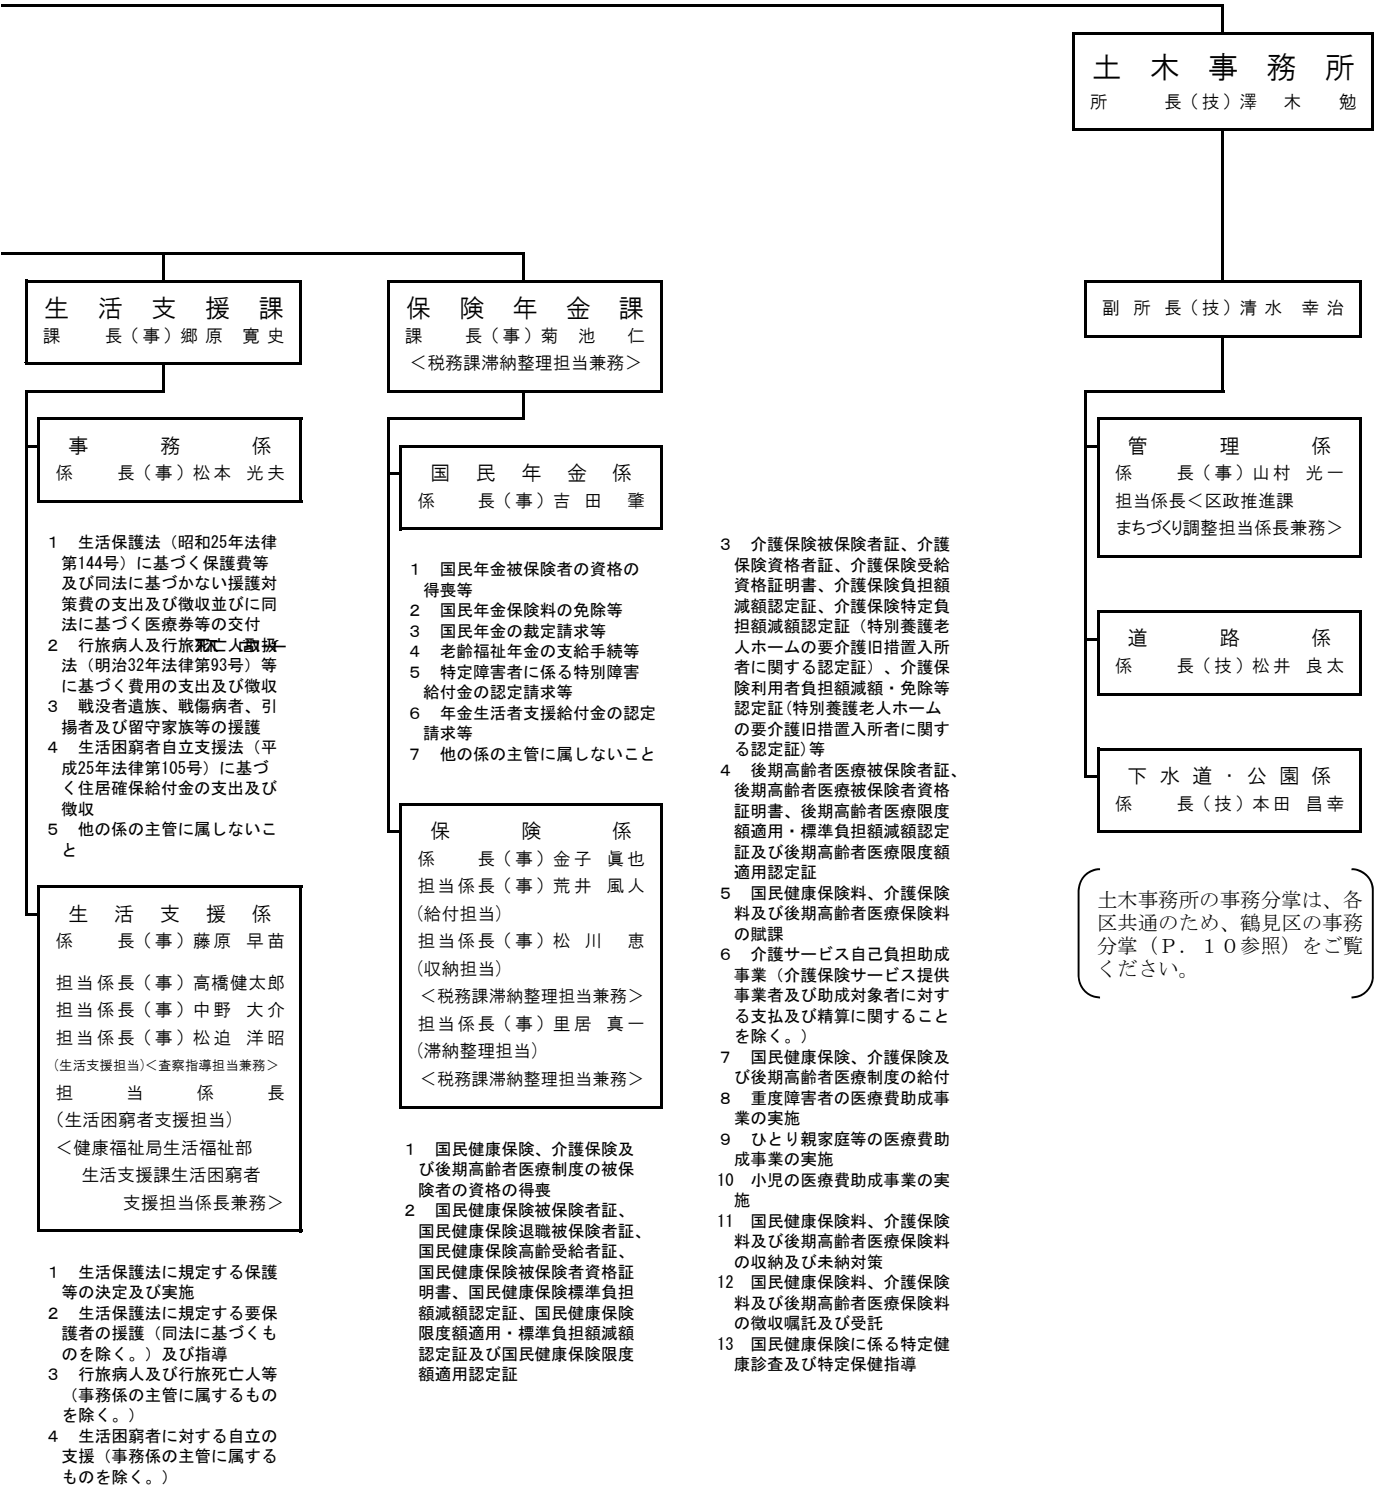 生活支援課
課　長（事）郷原　寛史
事務係
係　長（事）松本　光夫
１　生活保護法（昭和25年法律
第144号）に基づく保護費等
及び同法に基づかない援護対
策費の支出及び徴収並びに同
法に基づく医療券等の交付
２　行旅病人及行旅死亡人取扱
法（明治32年法律第93号）等
に基づく費用の支出及び徴収
３　戦没者遺族、戦傷病者、引
揚者及び留守家族等の援護
４　生活困窮者自立支援法（平
成25年法律第105号）に基づ
く住居確保給付金の支出及び
徴収
５　他の係の主管に属しないこ
と
生活支援係
係　長（事）藤原　早苗
担当係長（事）高橋健太郎
担当係長（事）中野　大介
担当係長（事）松迫　洋昭
(生活支援担当)＜査察指導担当兼務＞
担当係長
(生活困窮者支援担当)
＜健康福祉局生活福祉部
生活支援課生活困窮者
支援担当係長兼務＞
１　生活保護法に規定する保護
等の決定及び実施
２　生活保護法に規定する要保
護者の援護（同法に基づくも
のを除く。）及び指導
３　行旅病人及び行旅死亡人等
（事務係の主管に属するもの
を除く。）
４　生活困窮者に対する自立の
支援（事務係の主管に属する
ものを除く。）
保険年金課
課　長（事）菊池　仁
＜税務課滞納整理担当兼務＞
国民年金係
係　長（事）吉田　肇
１　国民年金被保険者の資格の
得喪等
２　国民年金保険料の免除等
３　国民年金の裁定請求等
４　老齢福祉年金の支給手続等
５　特定障害者に係る特別障害
給付金の認定請求等
６　年金生活者支援給付金の認定
請求等
７　他の係の主管に属しないこと
保険係
係　長（事）金子　眞也
担当係長（事）荒井　風人
(給付担当)
担当係長（事）松川　恵
(収納担当)
＜税務課滞納整理担当兼務＞
担当係長（事）里居　真一
(滞納整理担当)
＜税務課滞納整理担当兼務＞
１　国民健康保険、介護保険及
び後期高齢者医療制度の被保
険者の資格の得喪
２　国民健康保険被保険者証、
国民健康保険退職被保険者証、
国民健康保険高齢受給者証、
国民健康保険被保険者資格証
明書、国民健康保険標準負担
額減額認定証、国民健康保険
限度額適用・標準負担額減額
認定証及び国民健康保険限度
額適用認定証
３　介護保険被保険者証、介護
保険資格者証、介護保険受給
資格証明書、介護保険負担額
減額認定証、介護保険特定負
担額減額認定証（特別養護老
人ホームの要介護旧措置入所
者に関する認定証）、介護保
険利用者負担額減額・免除等
認定証(特別養護老人ホーム
の要介護旧措置入所者に関す
る認定証)等
４　後期高齢者医療被保険者証、
後期高齢者医療被保険者資格
証明書、後期高齢者医療限度
額適用・標準負担額減額認定
証及び後期高齢者医療限度額
適用認定証
５　国民健康保険料、介護保険
料及び後期高齢者医療保険料
の賦課
６　介護サービス自己負担助成
事業（介護保険サービス提供
事業者及び助成対象者に対す
る支払及び精算に関すること
を除く。）
７　国民健康保険、介護保険及
び後期高齢者医療制度の給付
８　重度障害者の医療費助成事
業の実施
９　ひとり親家庭等の医療費助
成事業の実施
10　小児の医療費助成事業の実
施
11　国民健康保険料、介護保険
料及び後期高齢者医療保険料
の収納及び未納対策
12　国民健康保険料、介護保険
料及び後期高齢者医療保険料
の徴収嘱託及び受託
13　国民健康保険に係る特定健
康診査及び特定保健指導
土木事務所
所　長（技）澤木　勉
副所長（技）清水　幸治
管理係
係　長（事）山村　光一
担当係長＜区政推進課
まちづくり調整担当係長兼務＞
道路係
係　長（技）松井　良太
下水道・公園係
係　長（技）本田　昌幸
土木事務所の事務分掌は、各
区共通のため、鶴見区の事務
分掌（Ｐ．１０参照）をご覧
ください。